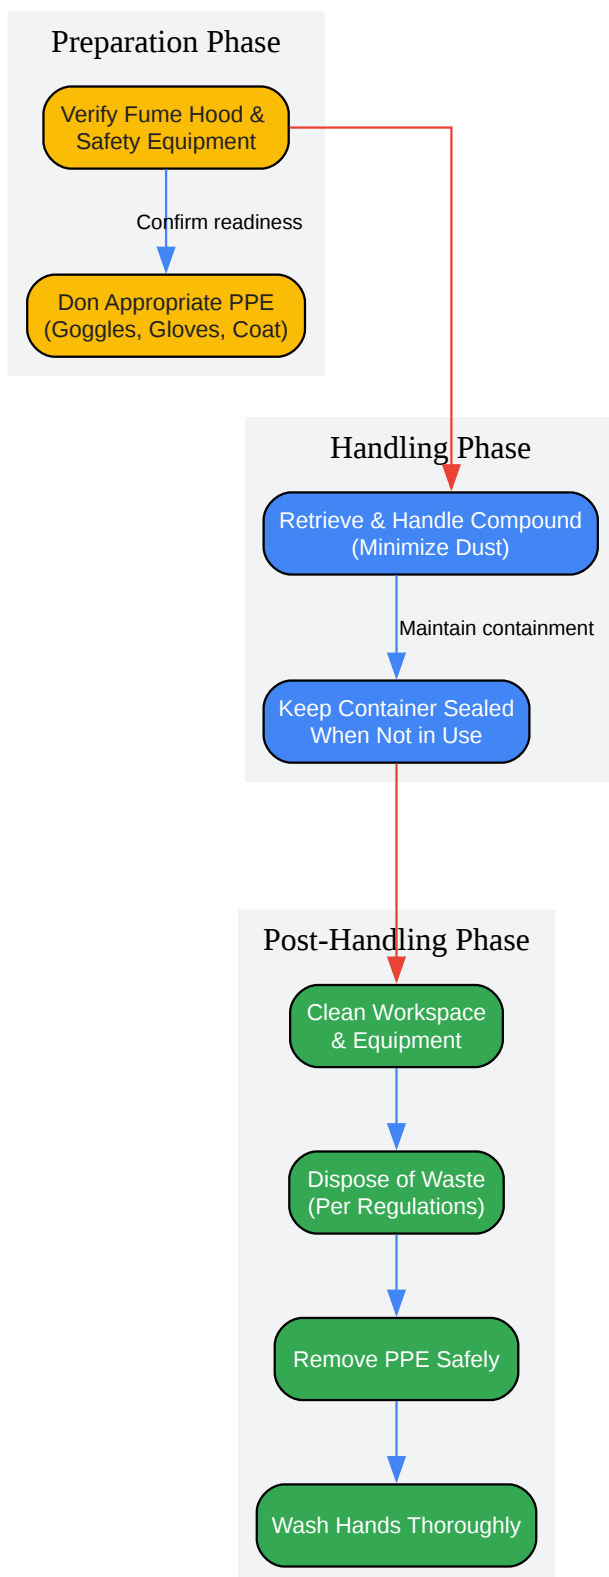 Preparation Phase
Verify Fume Hood &
Safety Equipment
Confirm readiness
Don Appropriate PPE
(Goggles, Gloves, Coat)
Handling Phase
Retrieve & Handle Compound
(Minimize Dust)
Maintain containment
Keep Container Sealed
When Not in Use
Post-Handling Phase
Clean Workspace
& Equipment
Dispose of Waste
(Per Regulations)
Remove PPE Safely
Wash Hands Thoroughly